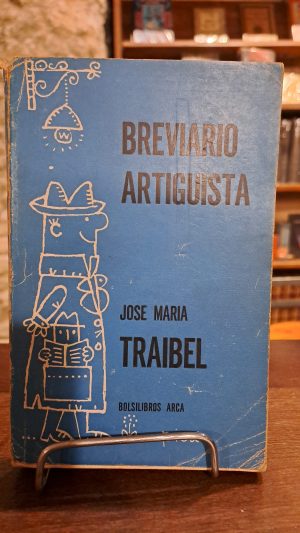 W
BREVIARIO
ARTIGUISTA
JOSE MARIA
TRAIBEL
BOLSILIBROS ARCA